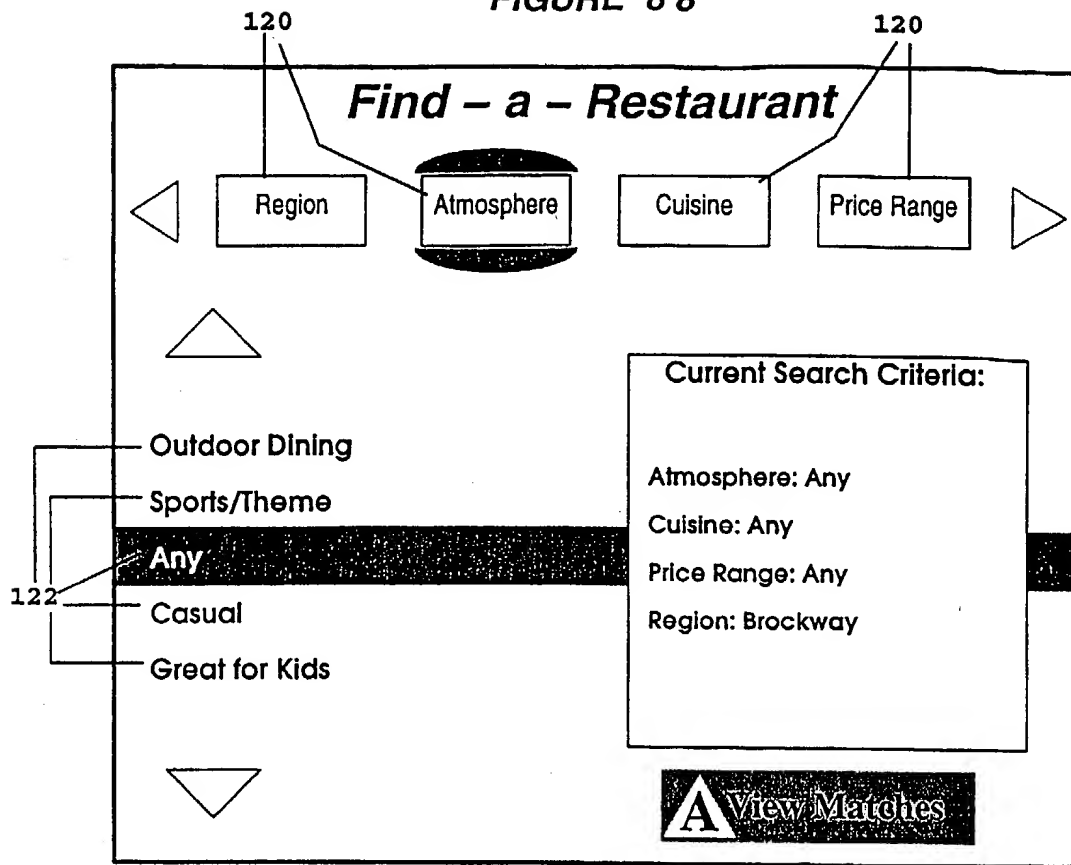 120
120
Find – a – Restaurant
Region
Atmosphere
Cuisine
Price Range
Current Search Criteria:
Outdoor Dining
Sports/Theme
Any
Casual
Great for Kids
122
Atmosphere: Any
Cuisine: Any
Price Range: Any
Region: Brockway
A View Matches